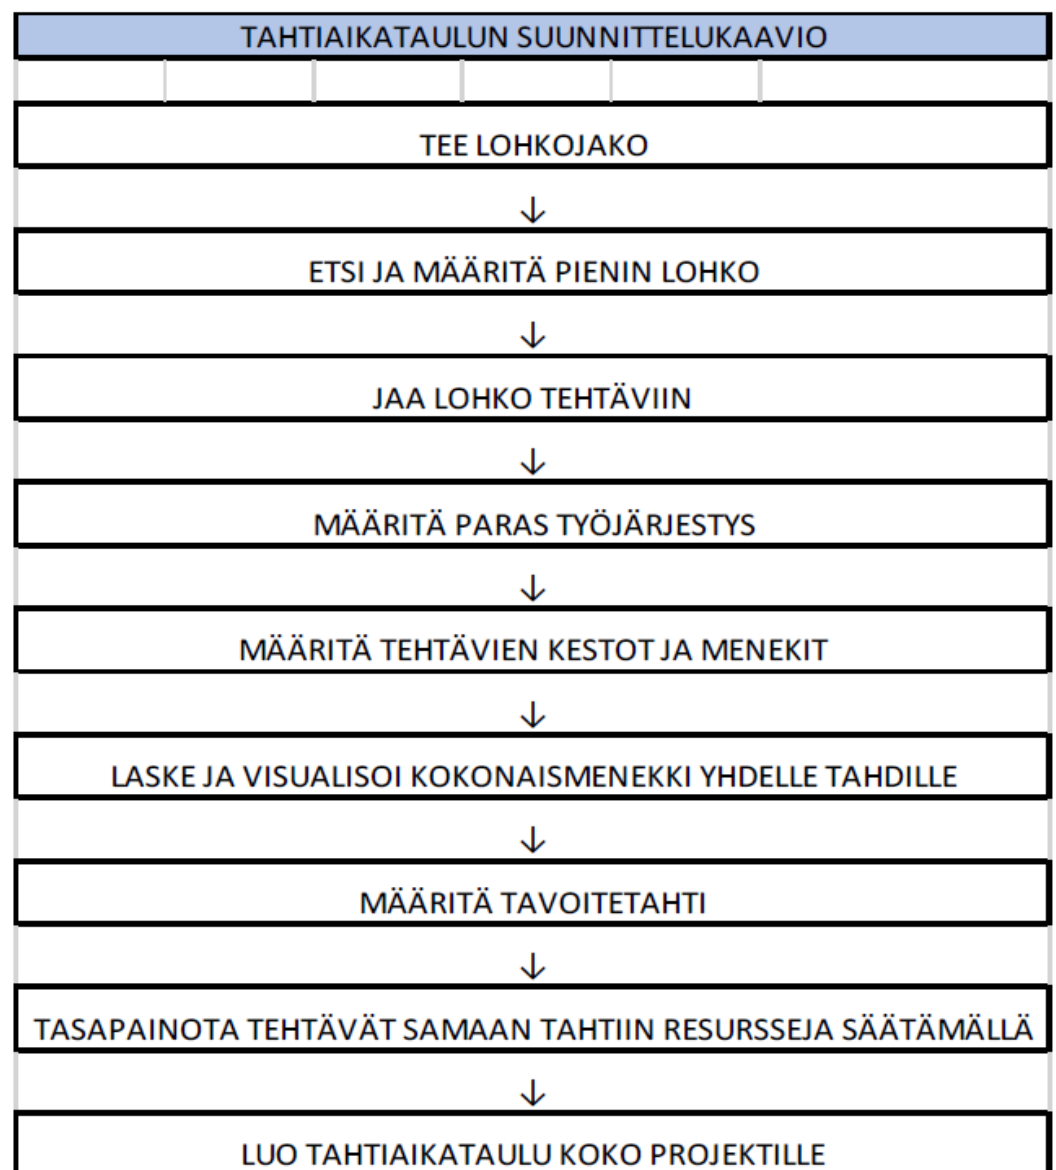 TAHTIAIKATAULUN SUUNNITTELUKAAVIO
TEE LOHKOJAKO
↓
ETSI JA MÄÄRITÄ PIENIN LOHKO
↓
JAA LOHKO TEHTÄVIIN
↓
MÄÄRITÄ PARAS TYÖJÄRJESTYS
↓
MÄÄRITÄ TEHTÄVIEN KESTOT JA MENEKIT
↓
LASKE JA VISUALISOI KOKONAISMENEKKI YHDELLE TAHDILLE
↓
MÄÄRITÄ TAVOITETAHTI
↓
TASAPAINOTA TEHTÄVÄT SAMAAN TAHTIIN RESURSSEJA SÄÄTÄMÄLLÄ
↓
LUO TAHTIAIKATAULU KOKO PROJEKTILLE